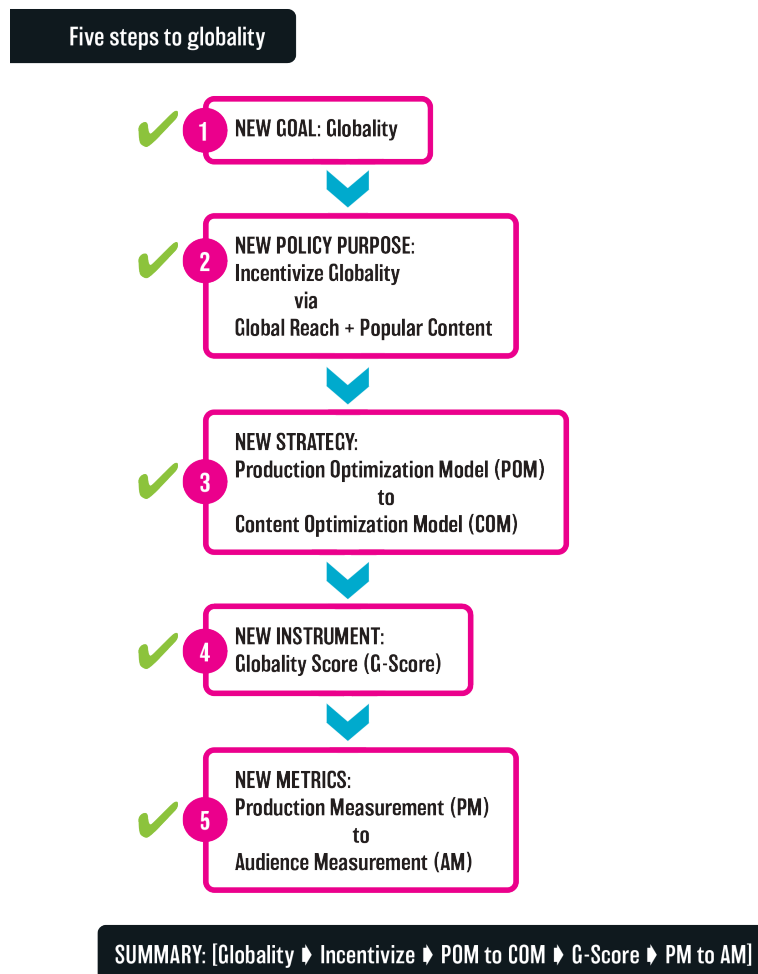 Five steps to globality
1
NEW GOAL: Globality
2
NEW POLICY PURPOSE:
Incentivize Globality
via
Global Reach + Popular Content
3
NEW STRATEGY:
Production Optimization Model (POM)
to
Content Optimization Model (COM)
4
NEW INSTRUMENT:
Globality Score (G-Score)
5
NEW METRICS:
Production Measurement (PM)
to
Audience Measurement (AM)
SUMMARY: [Globality ➧ Incentivize ➧ POM to COM ➧ G-Score ➧ PM to AM]